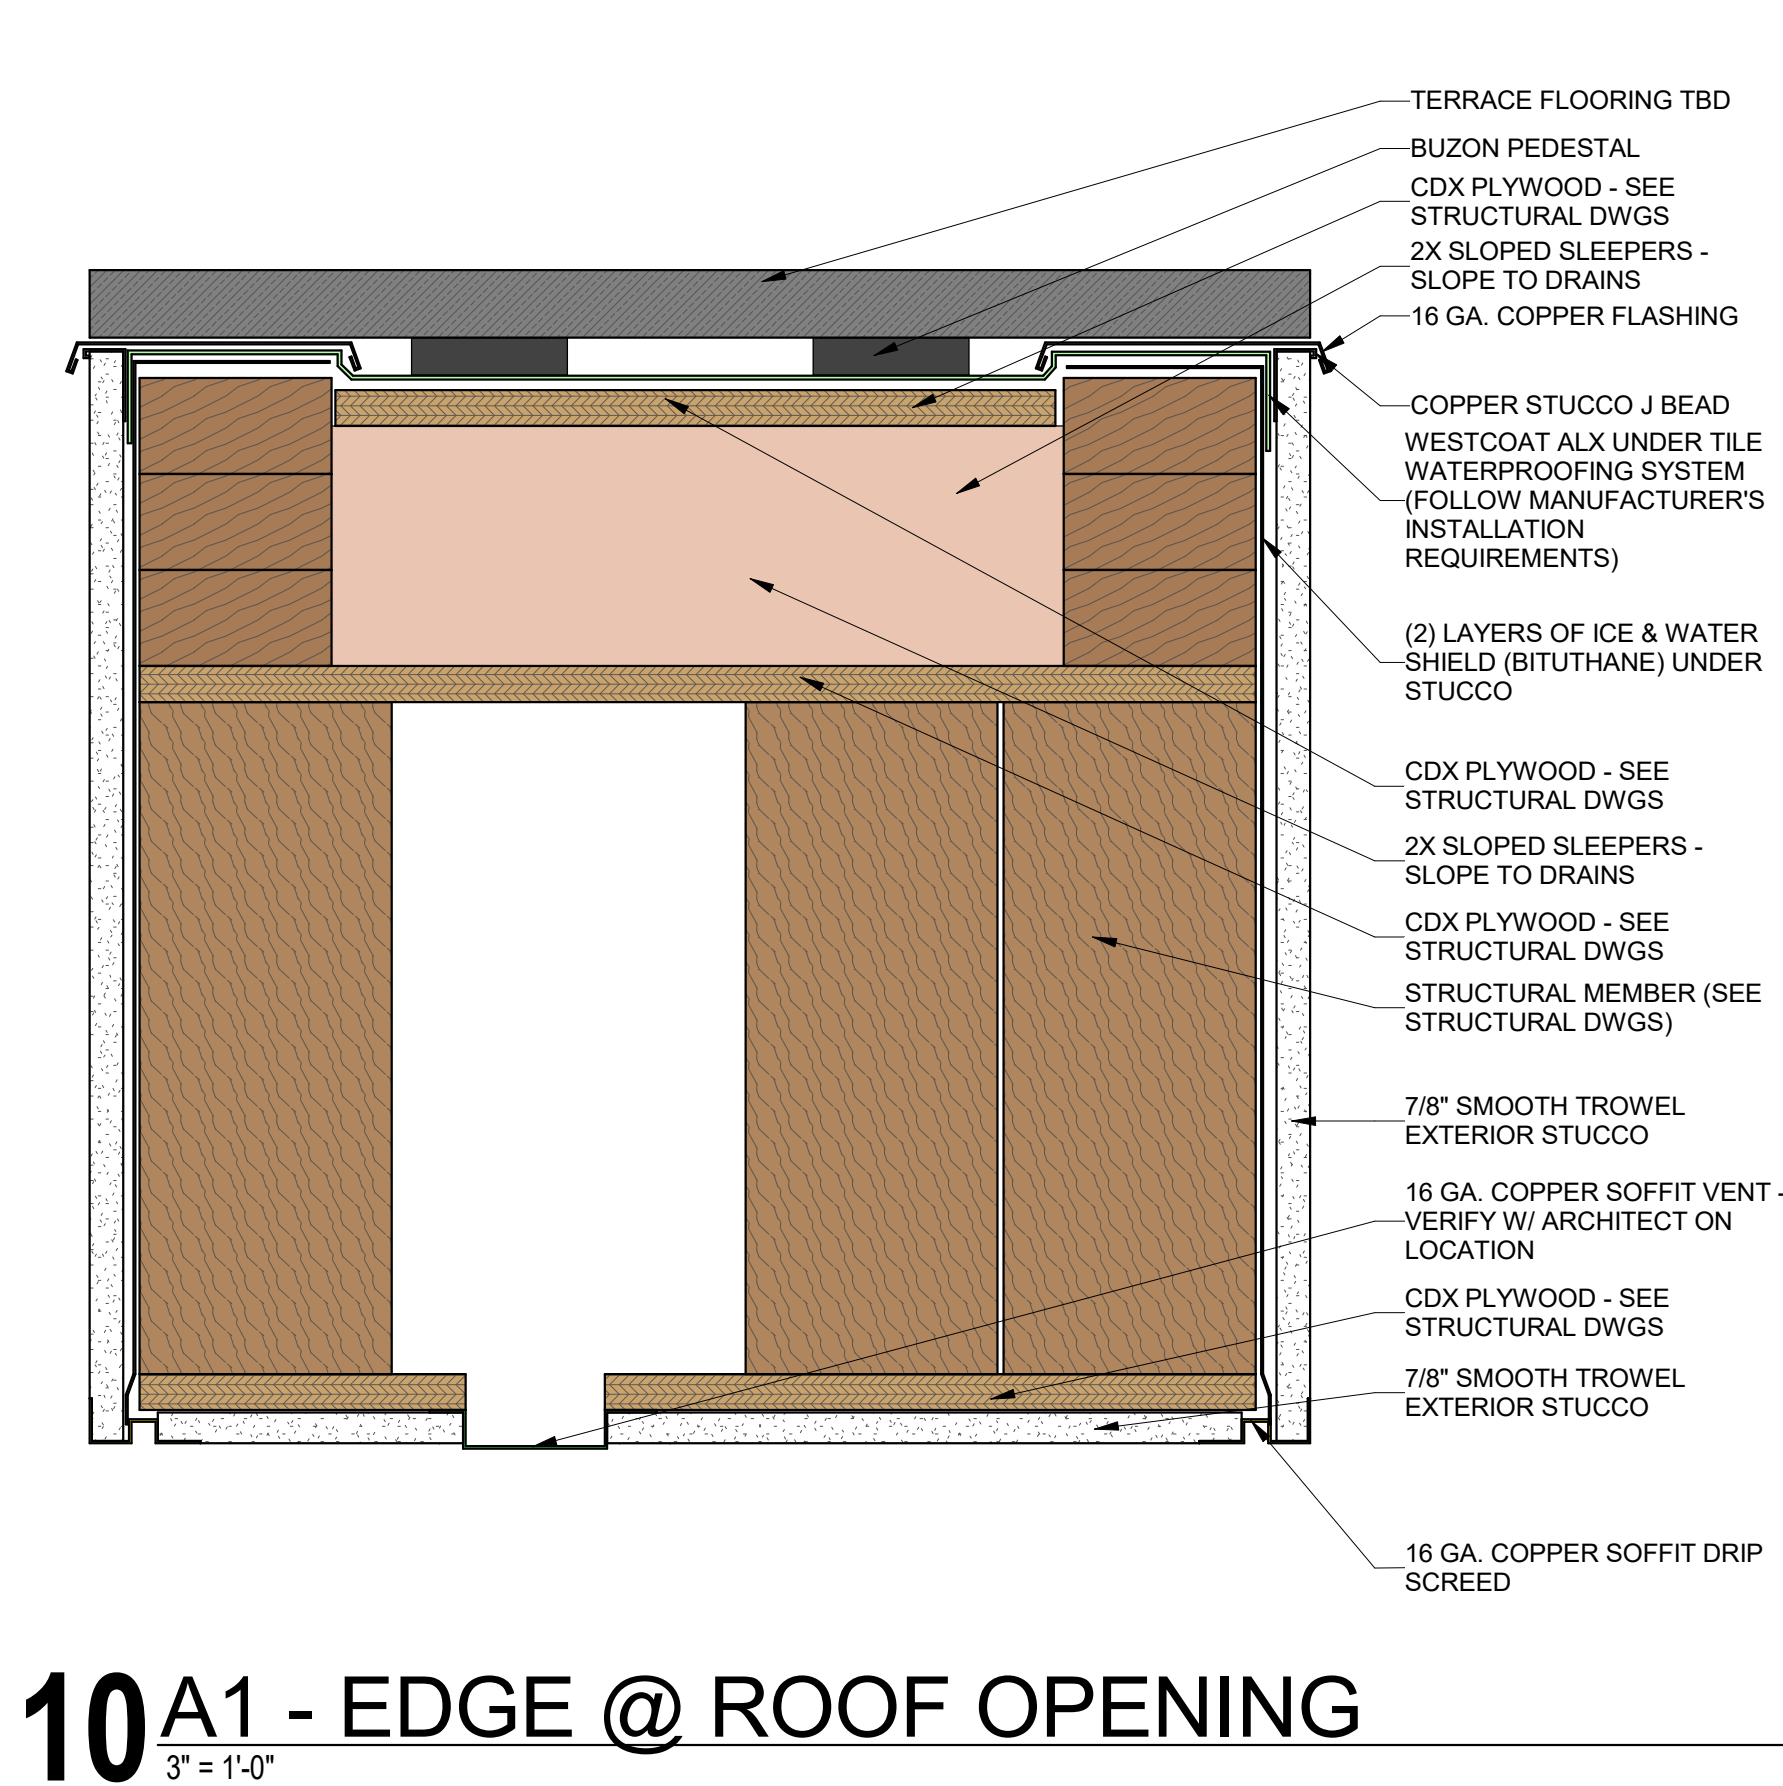 TERRACE FLOORING TBD
BUZON PEDESTAL
CDX PLYWOOD - SEE
STRUCTURAL DWGS
2X SLOPED SLEEPERS -
SLOPE TO DRAINS
16 GA. COPPER FLASHING
COPPER STUCCO J BEAD
WESTCOAT ALX UNDER TILE
WATERPROOFING SYSTEM
(FOLLOW MANUFACTURER'S
INSTALLATION
REQUIREMENTS)
(2) LAYERS OF ICE & WATER
SHIELD (BITUTHANE) UNDER
STUCCO
CDX PLYWOOD - SEE
STRUCTURAL DWGS
2X SLOPED SLEEPERS -
SLOPE TO DRAINS
CDX PLYWOOD - SEE
STRUCTURAL DWGS
STRUCTURAL MEMBER (SEE
STRUCTURAL DWGS)
7/8" SMOOTH TROWEL
EXTERIOR STUCCO
16 GA. COPPER SOFFIT VENT -
VERIFY W/ ARCHITECT ON
LOCATION
CDX PLYWOOD - SEE
STRUCTURAL DWGS
7/8" SMOOTH TROWEL
EXTERIOR STUCCO
16 GA. COPPER SOFFIT DRIP
SCREED
10 A1 - EDGE @ ROOF OPENING
3" = 1'-0"